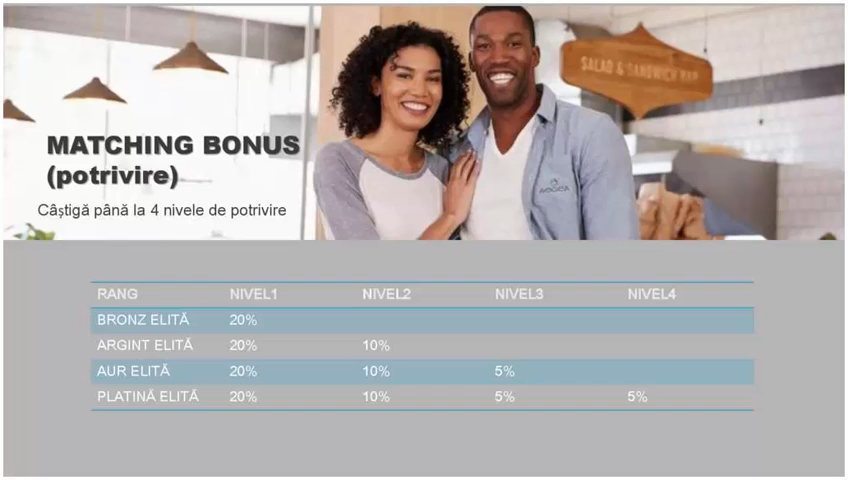 SALAD & SANDWICH BAR
MATCHING BONUS
(potrivire)
Câștigă până la 4 nivele de potrivire
RANG NIVEL1 NIVEL2 NIVEL3 NIVEL4
BRONZ ELITĂ 20%
ARGINT ELITĂ 20% 10%
AUR ELITĂ 20% 10% 5%
PLATINĂ ELITĂ 20% 10% 5% 5%